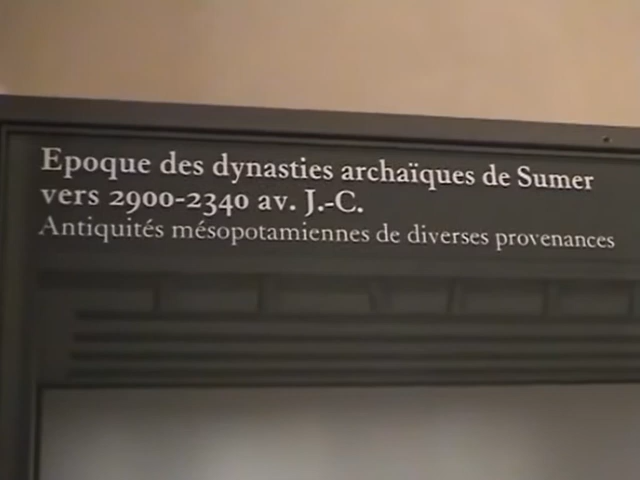 Epoque des dynasties archaïques de Sumer
vers 2900-2340 av. J.-C.
Antiquités mésopotamiennes de diverses provenances